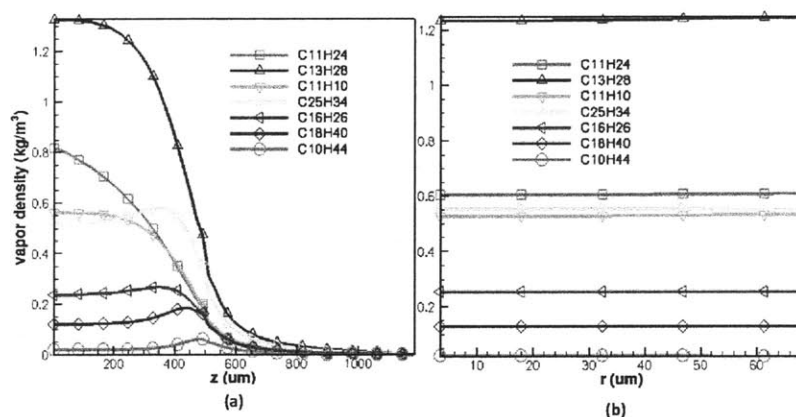 vapor density (kg/m³)
1.2
1
0.8
0.6
0.4
0.2
0
C11H24
C13H28
C11H10
C25H34
C16H26
C18H40
C10H44
0 200 400 600 800 1000
z (um)
(a)
1.2
1
0.8
0.6
0.4
0.2
C11H24
C13H28
C11H10
C25H34
C16H26
C18H40
C10H44
10 20 30 40 50 60
r (um)
(b)